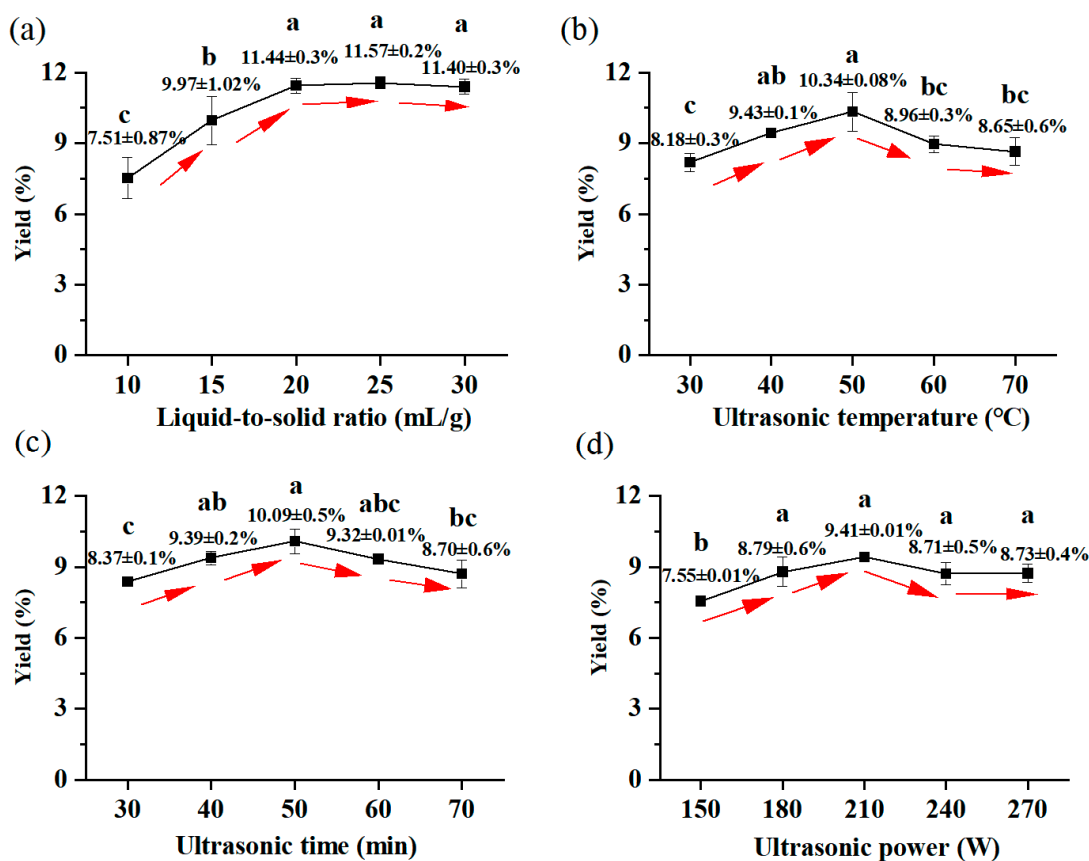 (a)
a a a
b 11.44±0.3% 11.57±0.2% 11.40±0.3%
9.97±1.02%
c
7.51±0.87%
12
9
6
3
0
Yield (%)
10 15 20 25 30
Liquid-to-solid ratio (mL/g)
(b)
a
ab 10.34±0.08% bc bc
c 9.43±0.1% 8.96±0.3% 8.65±0.6%
8.18±0.3%
12
9
6
3
0
Yield (%)
30 40 50 60 70
Ultrasonic temperature (°C)
(c)
a
ab 10.09±0.5% abc bc
c 9.39±0.2% 9.32±0.01% 8.70±0.6%
8.37±0.1%
12
9
6
3
0
Yield (%)
30 40 50 60 70
Ultrasonic time (min)
(d)
a a a a
b 8.79±0.6% 9.41±0.01% 8.71±0.5% 8.73±0.4%
7.55±0.01%
12
9
6
3
0
Yield (%)
150 180 210 240 270
Ultrasonic power (W)